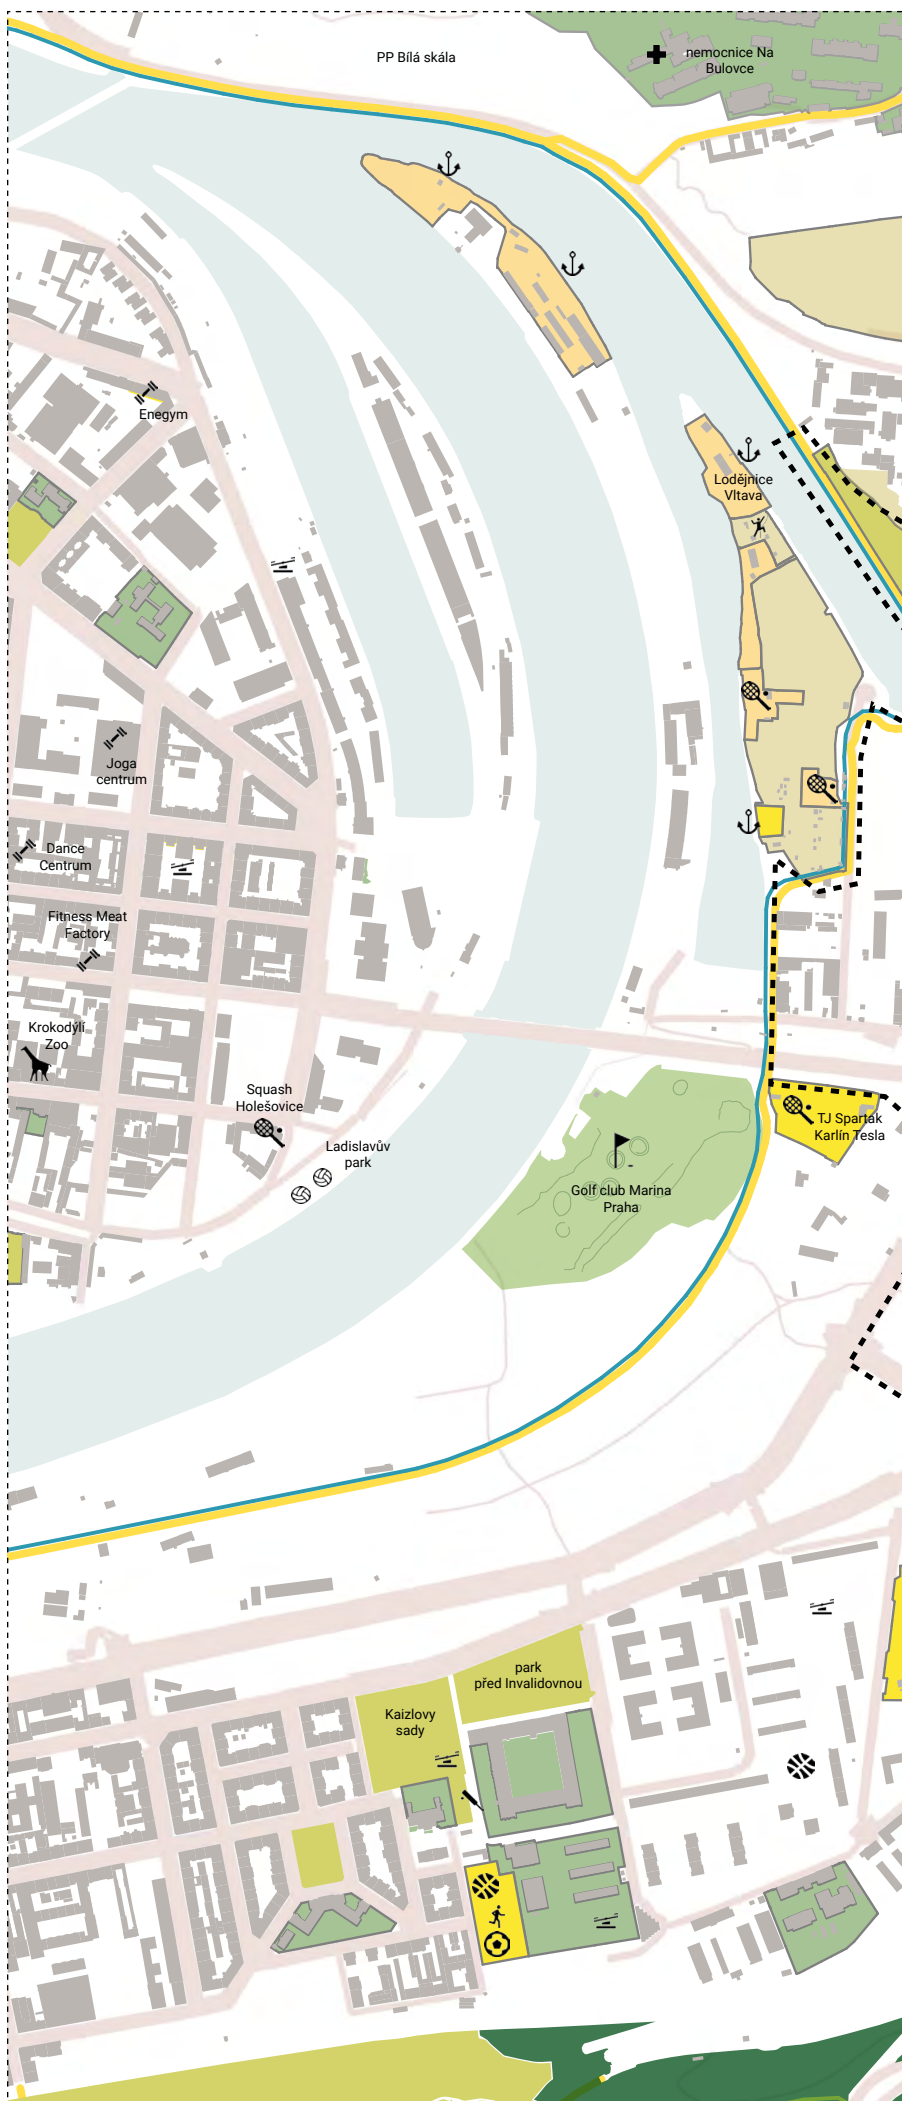 PP Bílá skála
nemocnice Na
Bulovce
Enegym
Lodějnice
Vltava
Joga
centrum
Dance
Centrum
Fitness Meat
Factory
Krokodýlí
Zoo
Squash
Holešovice
Ladislavův
park
TJ Spartak
Karlín Tesla
Golf club Marina
Praha
park
před Invalidovnou
Kaizlovy
sady